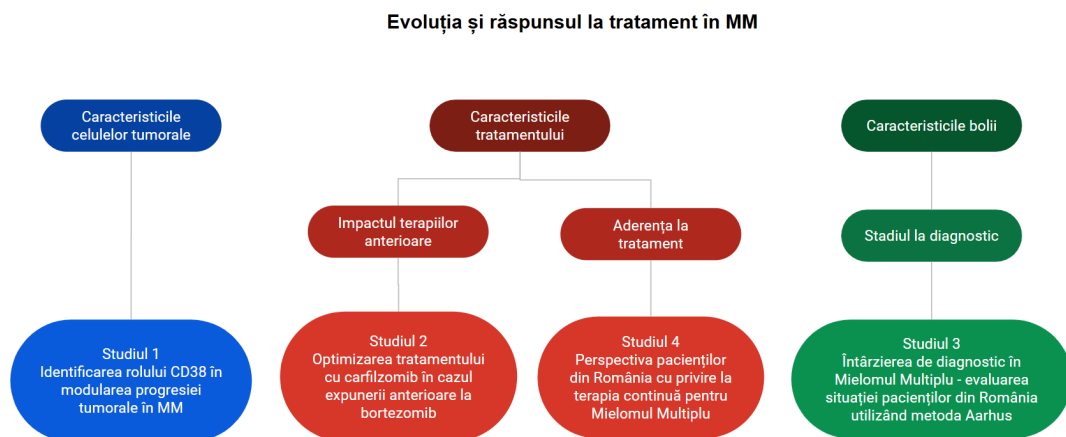 Evoluția și răspunsul la tratament în MM
Caracteristicile
celulelor tumorale
Caracteristicile
tratamentului
Caracteristicile bolii
Impactul terapiilor
anterioare
Aderența la
tratament
Stadiul la diagnostic
Studiul 1
Identificarea rolului CD38 în
modularea progresiei
tumorale în MM
Studiul 2
Optimizarea tratamentului
cu carfilzomib în cazul
expunerii anterioare la
bortezomib
Studiul 4
Perspectiva pacienților
din România cu privire la
terapia continuă pentru
Mielomul Multiplu
Studiul 3
Întârzierea de diagnostic în
Mielomul Multiplu - evaluarea
situației pacienților din România
utilizând metoda Aarhus